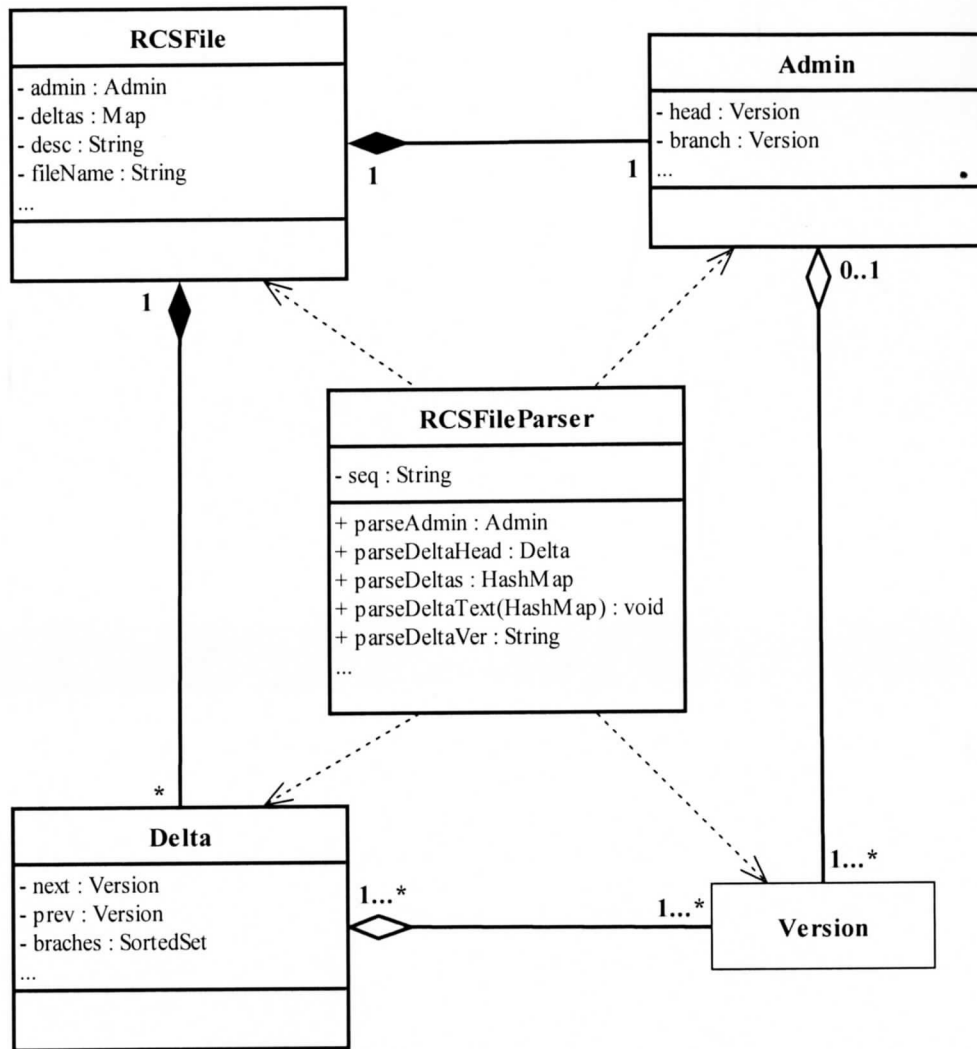 RCSFile
- admin : Admin
- deltas : Map
- desc : String
- fileName : String
...
Admin
- head : Version
- branch : Version
...
1
1
1
0..1
RCSFileParser
- seq : String
+ parseAdmin : Admin
+ parseDeltaHead : Delta
+ parseDeltas : HashMap
+ parseDeltaText(HashMap) : void
+ parseDeltaVer : String
...
*
Delta
- next : Version
- prev : Version
- braches : SortedSet
...
1...*
1...*
1...*
Version